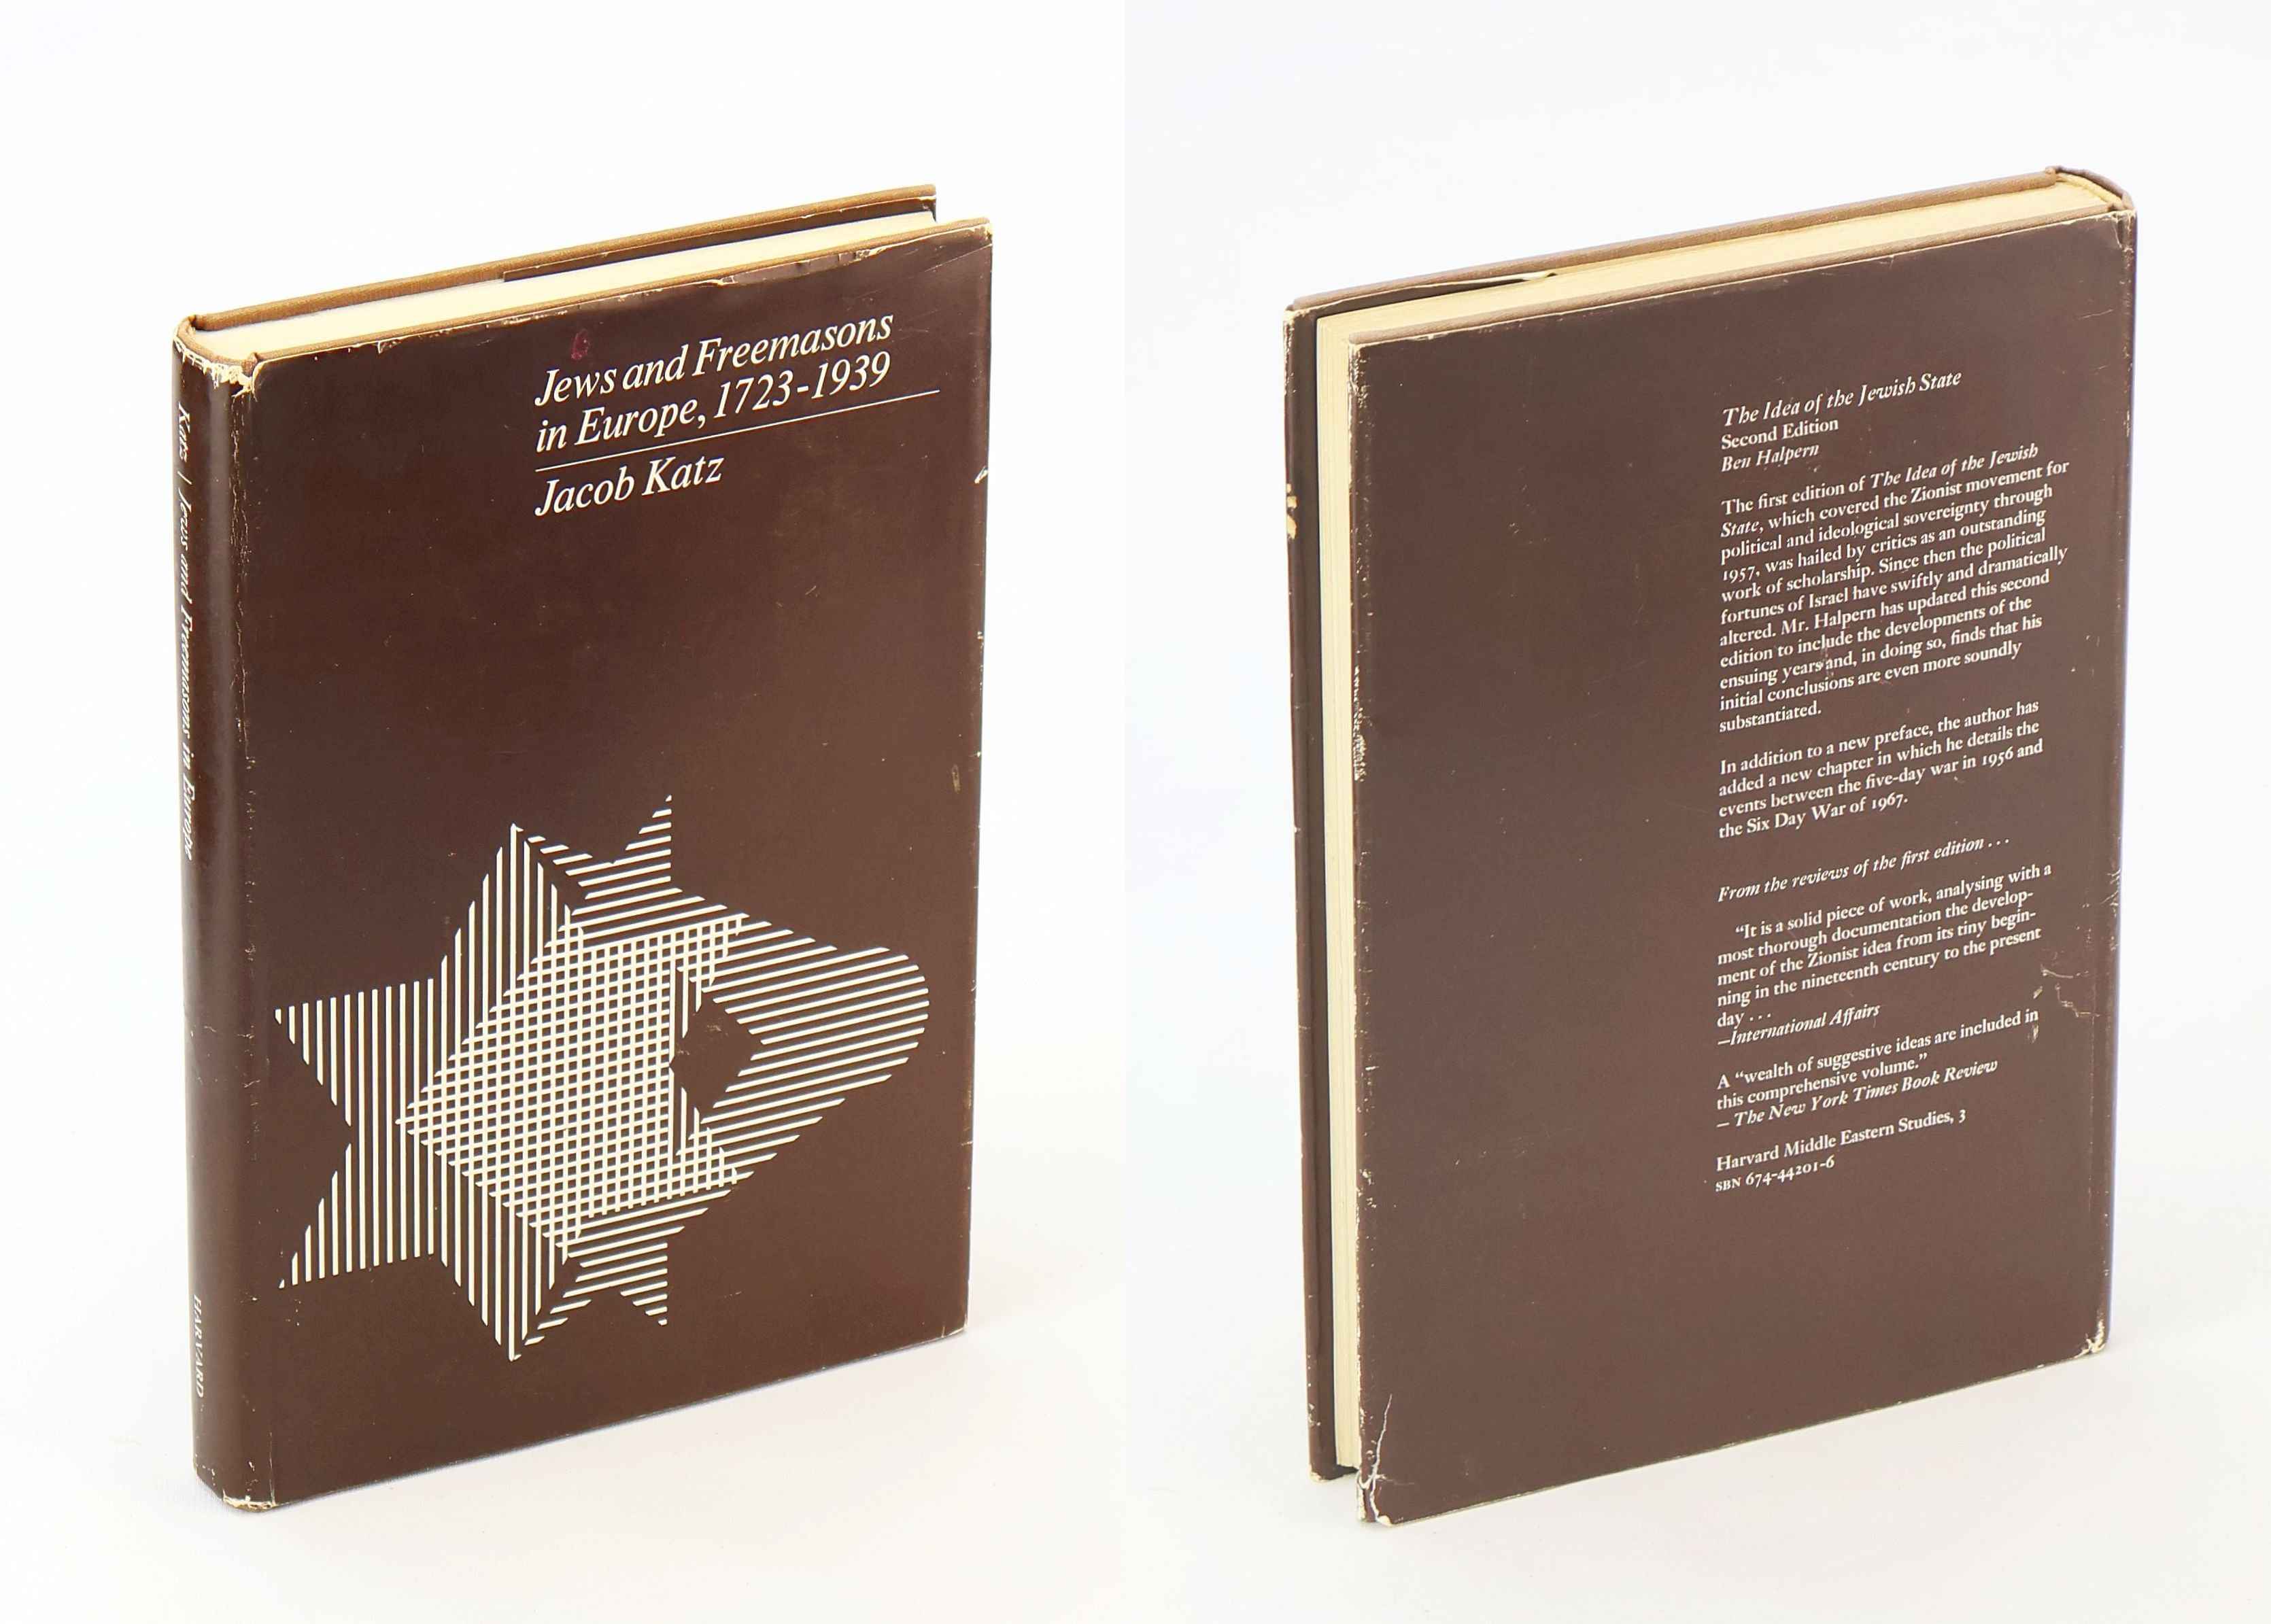 Jews and Freemasons
in Europe, 1723-1939
Jacob Katz
Katz | Jews and Freemasons in Europe
HARVARD
The Idea of the Jewish State
Second Edition
Ben Halpern
The first edition of The Idea of the Jewish
State, which covered the Zionist movement for
political and ideological sovereignty through
1957, was hailed by critics as an outstanding
work of scholarship. Since then the political
fortunes of Israel have swiftly and dramatically
altered. Mr. Halpern has updated this second
edition to include the developments of the
ensuing years and, in doing so, finds that his
initial conclusions are even more soundly
substantiated.
In addition to a new preface, the author has
added a new chapter in which he details the
events between the five-day war in 1956 and
the Six Day War of 1967.
From the reviews of the first edition . . .
“It is a solid piece of work, analysing with a
most thorough documentation the develop-
ment of the Zionist idea from its tiny begin-
ning in the nineteenth century to the present
day . . .
—International Affairs
A “wealth of suggestive ideas are included in
this comprehensive volume.”
— The New York Times Book Review
Harvard Middle Eastern Studies, 3
SBN 674-44201-6